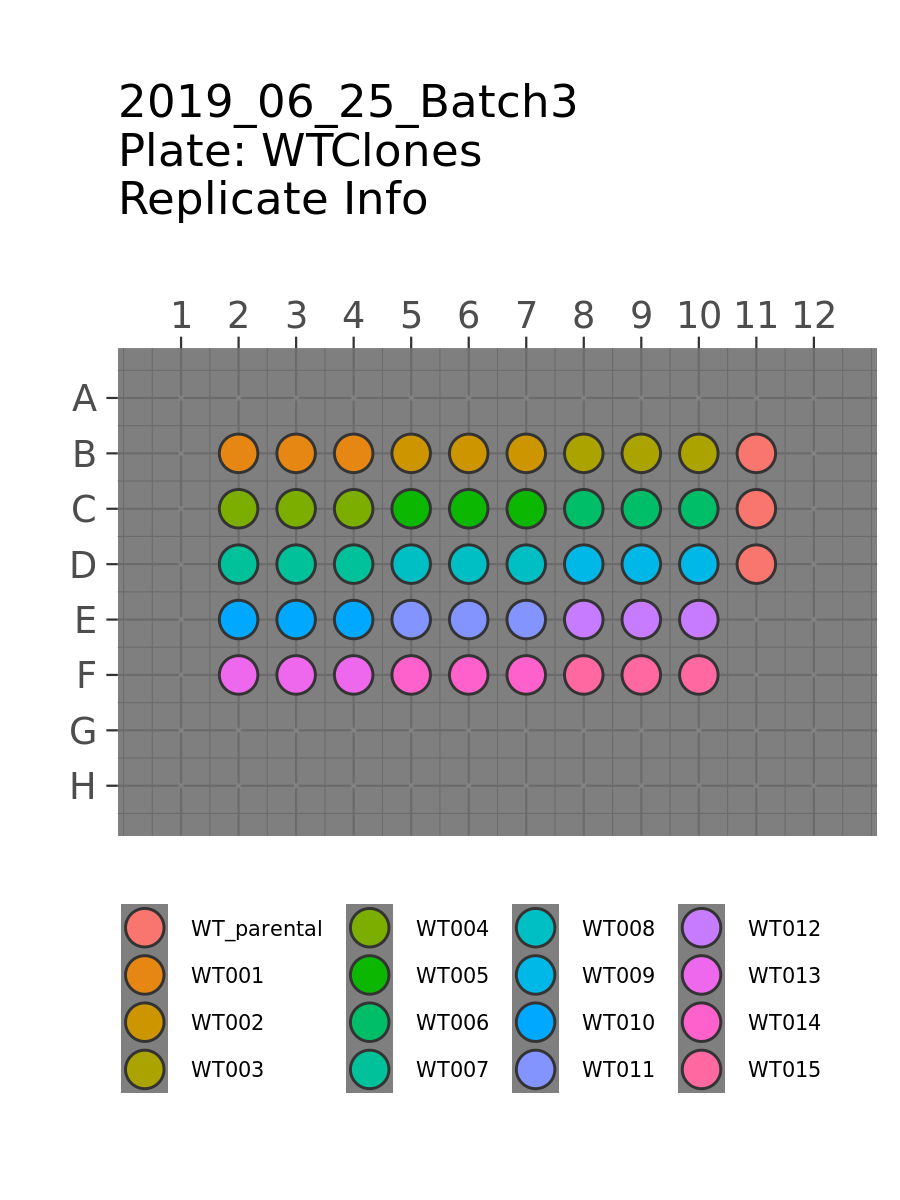 2019_06_25_Batch3
Plate: WTClones
Replicate Info
1 2 3 4 5 6 7 8 9 10 11 12
A
B
C
D
E
F
G
H
WT_parental WT004 WT008 WT012
WT001 WT005 WT009 WT013
WT002 WT006 WT010 WT014
WT003 WT007 WT011 WT015